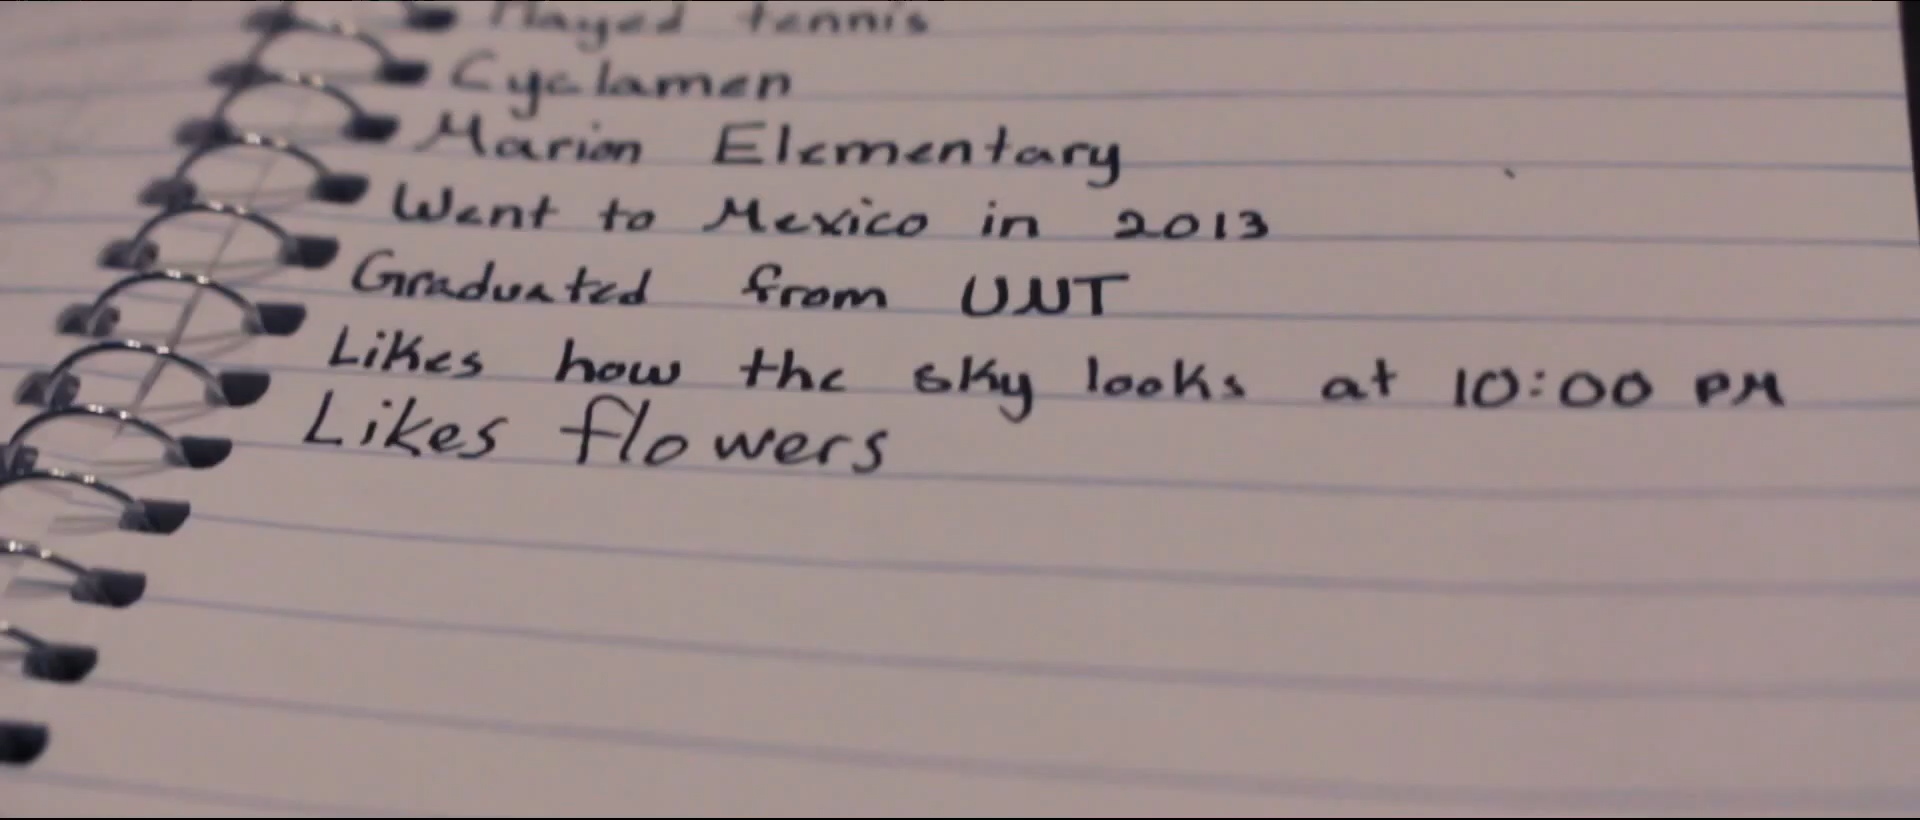 Played tennis
Cyclamen
Marion Elementary
Went to Mexico in 2013
Graduated from UNT
Likes how the sky looks at 10:00 PM
Likes flowers